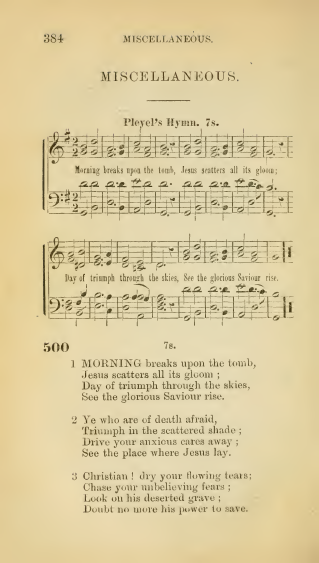 384 MISCELLANEOUS.
MISCELLANEOUS.
Pleyel's Hymn. 7s.
Morning breaks upon the tomb, Jesus scatters all its gloom;
Day of triumph through the skies, See the glorious Saviour rise.
500 7s.
1 MORNING breaks upon the tomb,
Jesus scatters all its gloom ;
Day of triumph through the skies,
See the glorious Saviour rise.
2 Ye who are of death afraid,
Triumph in the scattered shade ;
Drive your anxious cares away ;
See the place where Jesus lay.
3 Christian ! dry your flowing tears;
Chase your unbelieving fears ;
Look on his deserted grave ;
Doubt no more his power to save.